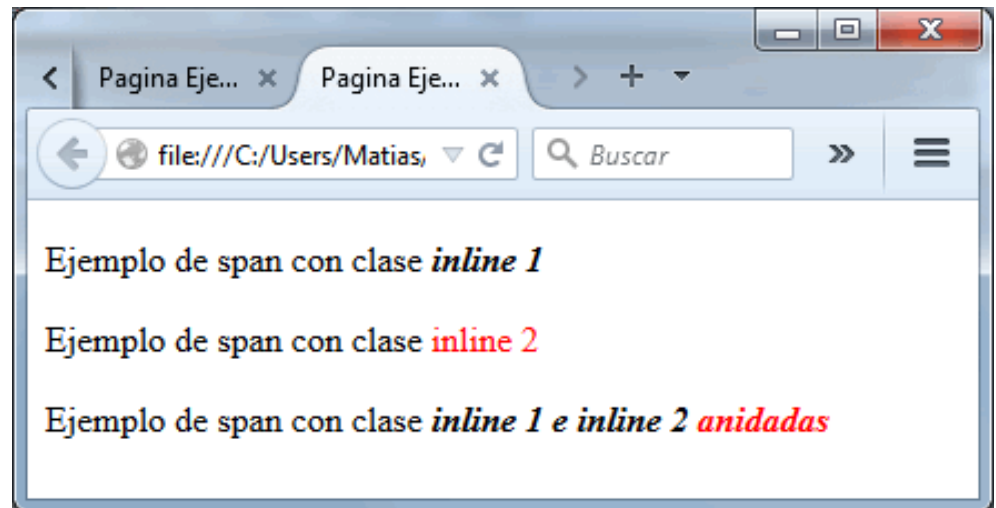 Pagina Eje... Pagina Eje...
file:///C:/Users/Matias, Buscar
Ejemplo de span con clase inline 1
Ejemplo de span con clase inline 2
Ejemplo de span con clase inline 1 e inline 2 anidadas